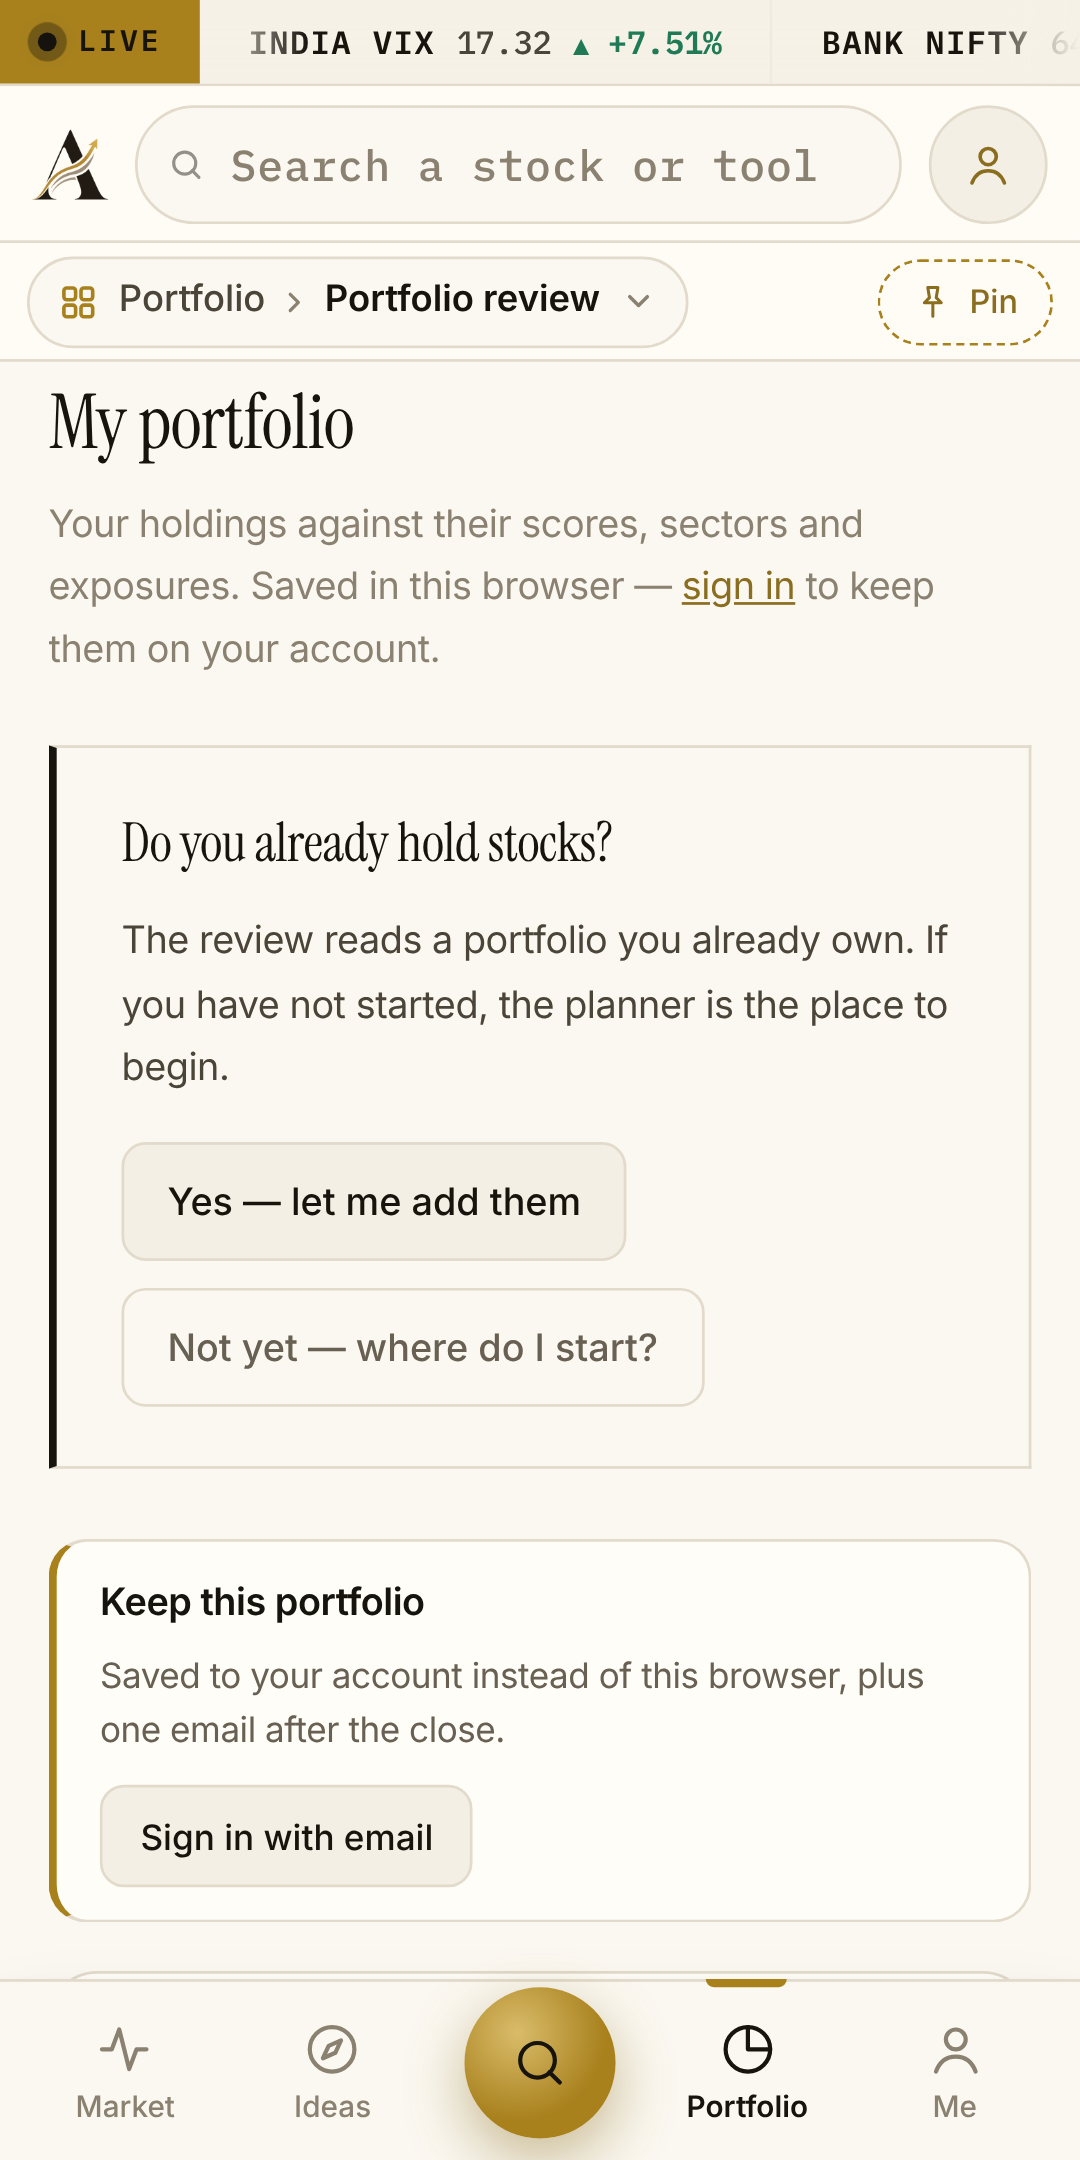 LIVE
INDIA VIX 17.32 ▲ +7.51%
BANK NIFTY
Search a stock or tool
Portfolio > Portfolio review
Pin
My portfolio
Your holdings against their scores, sectors and
exposures. Saved in this browser — sign in to keep
them on your account.
Do you already hold stocks?
The review reads a portfolio you already own. If
you have not started, the planner is the place to
begin.
Yes — let me add them
Not yet — where do I start?
Keep this portfolio
Saved to your account instead of this browser, plus
one email after the close.
Sign in with email
Market
Ideas
Portfolio
Me